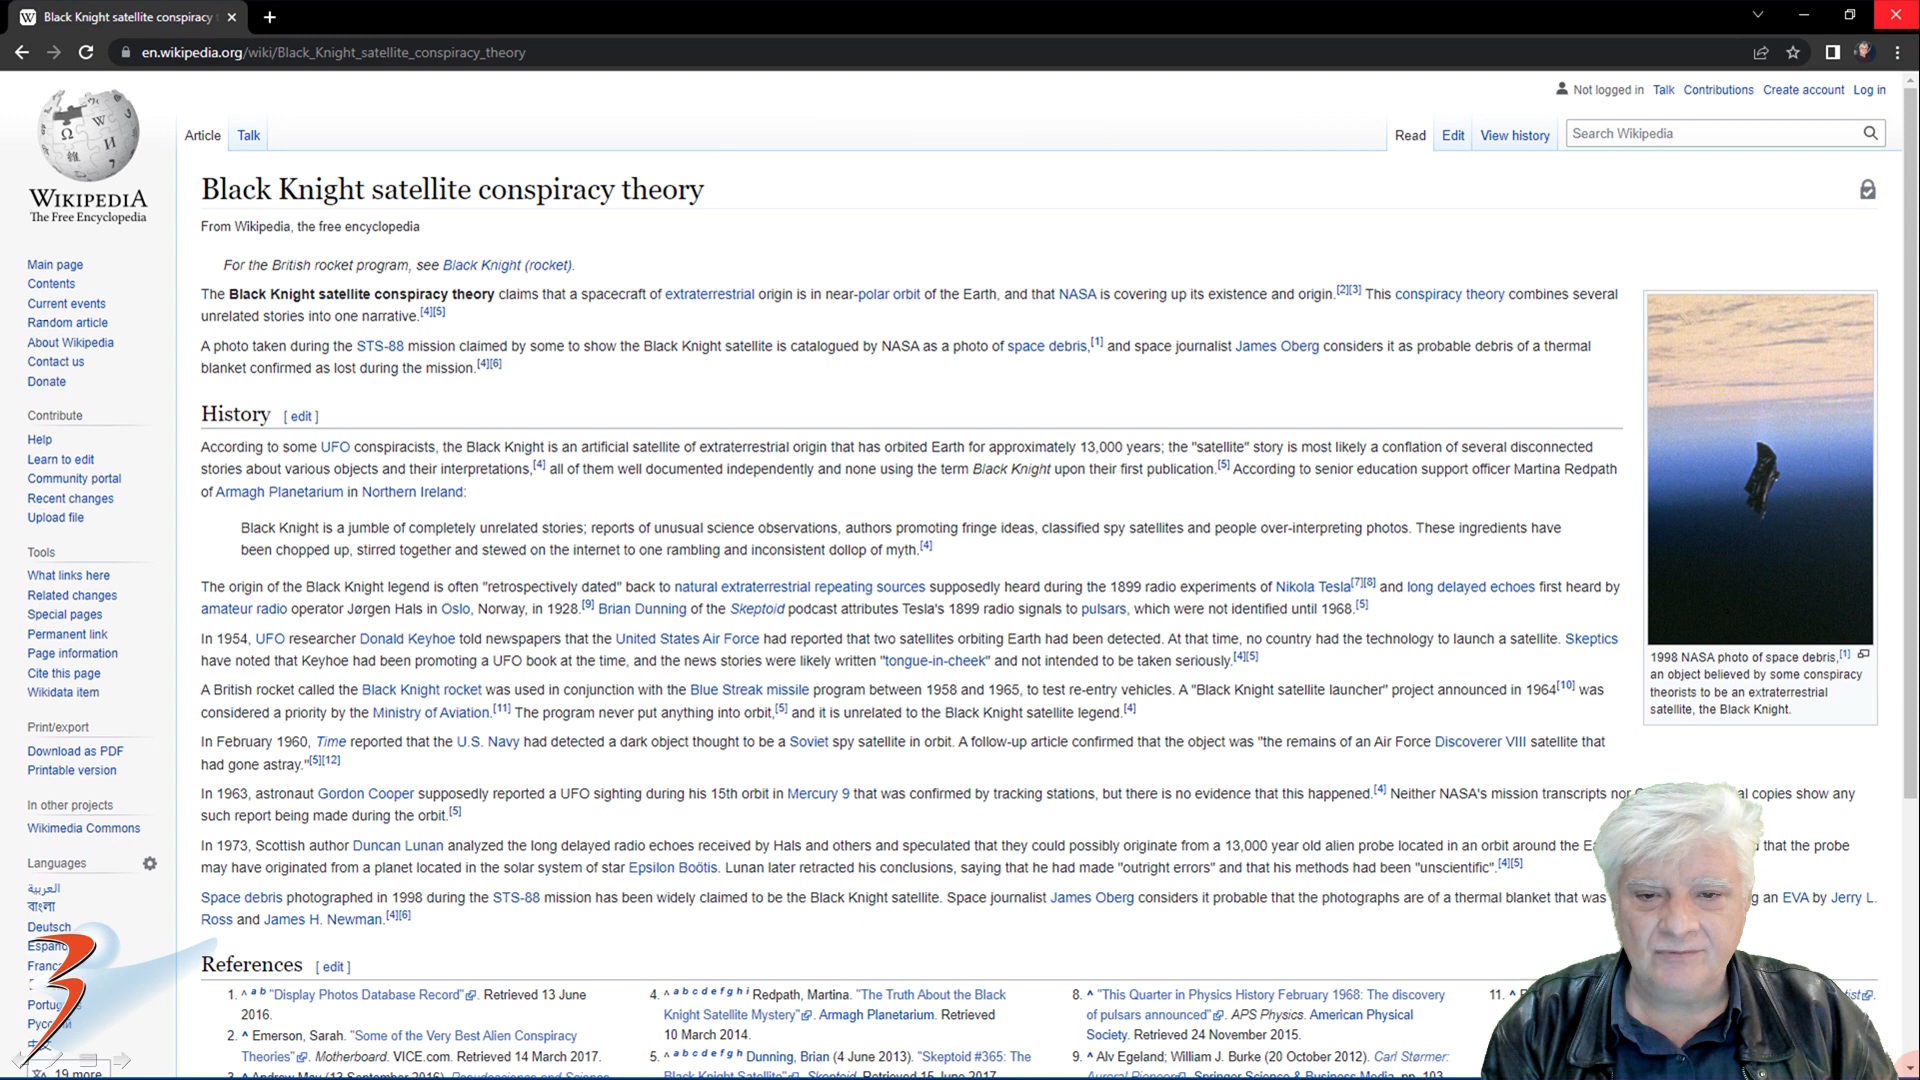 Black Knight satellite conspiracy
en.wikipedia.org/wiki/Black_Knight_satellite_conspiracy_theory
Not logged in Talk Contributions Create account Log in
Article Talk
Read Edit View history Search Wikipedia
WIKIPEDIA
The Free Encyclopedia
Main page
Contents
Current events
Random article
About Wikipedia
Contact us
Donate
Contribute
Help
Learn to edit
Community portal
Recent changes
Upload file
Tools
What links here
Related changes
Special pages
Permanent link
Page information
Cite this page
Wikidata item
Print/export
Download as PDF
Printable version
In other projects
Wikimedia Commons
Languages
العربية
বাংলা
Deutsch
Españo
França
Portug
Русс
中文
19 more
Black Knight satellite conspiracy theory
From Wikipedia, the free encyclopedia
For the British rocket program, see Black Knight (rocket).
The Black Knight satellite conspiracy theory claims that a spacecraft of extraterrestrial origin is in near-polar orbit of the Earth, and that NASA is covering up its existence and origin.[2][3] This conspiracy theory combines several
unrelated stories into one narrative.[4][5]
A photo taken during the STS-88 mission claimed by some to show the Black Knight satellite is catalogued by NASA as a photo of space debris,[1] and space journalist James Oberg considers it as probable debris of a thermal
blanket confirmed as lost during the mission.[4][6]
History [ edit ]
According to some UFO conspiracists, the Black Knight is an artificial satellite of extraterrestrial origin that has orbited Earth for approximately 13,000 years; the "satellite" story is most likely a conflation of several disconnected
stories about various objects and their interpretations,[4] all of them well documented independently and none using the term Black Knight upon their first publication.[5] According to senior education support officer Martina Redpath
of Armagh Planetarium in Northern Ireland:
Black Knight is a jumble of completely unrelated stories; reports of unusual science observations, authors promoting fringe ideas, classified spy satellites and people over-interpreting photos. These ingredients have
been chopped up, stirred together and stewed on the internet to one rambling and inconsistent dollop of myth.[4]
The origin of the Black Knight legend is often "retrospectively dated" back to natural extraterrestrial repeating sources supposedly heard during the 1899 radio experiments of Nikola Tesla[7][8] and long delayed echoes first heard by
amateur radio operator Jørgen Hals in Oslo, Norway, in 1928.[9] Brian Dunning of the Skeptoid podcast attributes Tesla's 1899 radio signals to pulsars, which were not identified until 1968.[5]
In 1954, UFO researcher Donald Keyhoe told newspapers that the United States Air Force had reported that two satellites orbiting Earth had been detected. At that time, no country had the technology to launch a satellite. Skeptics
have noted that Keyhoe had been promoting a UFO book at the time, and the news stories were likely written "tongue-in-cheek" and not intended to be taken seriously.[4][5]
A British rocket called the Black Knight rocket was used in conjunction with the Blue Streak missile program between 1958 and 1965, to test re-entry vehicles. A "Black Knight satellite launcher" project announced in 1964[10] was
considered a priority by the Ministry of Aviation.[11] The program never put anything into orbit,[5] and it is unrelated to the Black Knight satellite legend.[4]
In February 1960, Time reported that the U.S. Navy had detected a dark object thought to be a Soviet spy satellite in orbit. A follow-up article confirmed that the object was "the remains of an Air Force Discoverer VIII satellite that
had gone astray."[5][12]
In 1963, astronaut Gordon Cooper supposedly reported a UFO sighting during his 15th orbit in Mercury 9 that was confirmed by tracking stations, but there is no evidence that this happened.[4] Neither NASA's mission transcripts nor al copies show any
such report being made during the orbit.[5]
In 1973, Scottish author Duncan Lunan analyzed the long delayed radio echoes received by Hals and others and speculated that they could possibly originate from a 13,000 year old alien probe located in an orbit around the Ea that the probe
may have originated from a planet located in the solar system of star Epsilon Boötis. Lunan later retracted his conclusions, saying that he had made "outright errors" and that his methods had been "unscientific".[4][5]
Space debris photographed in 1998 during the STS-88 mission has been widely claimed to be the Black Knight satellite. Space journalist James Oberg considers it probable that the photographs are of a thermal blanket that was g an EVA by Jerry L.
Ross and James H. Newman.[4][6]
1998 NASA photo of space debris,[1]
an object believed by some conspiracy
theorists to be an extraterrestrial
satellite, the Black Knight.
References [ edit ]
1. ^ a b "Display Photos Database Record". Retrieved 13 June
2016.
2. ^ Emerson, Sarah. "Some of the Very Best Alien Conspiracy
Theories". Motherboard. VICE.com. Retrieved 14 March 2017.
3. ^ Andrew May (13 September 2016). Pseudoscience and Science
4. ^ a b c d e f g h i Redpath, Martina. "The Truth About the Black
Knight Satellite Mystery". Armagh Planetarium. Retrieved
10 March 2014.
5. ^ a b c d e f g h Dunning, Brian (4 June 2013). "Skeptoid #365: The
Black Knight Satellite". Skeptoid. Retrieved 15 June 2017.
8. ^ "This Quarter in Physics History February 1968: The discovery
of pulsars announced". APS Physics. American Physical
Society. Retrieved 24 November 2015.
9. ^ Alv Egeland; William J. Burke (20 October 2012). Carl Størmer:
Auroral Pioneer. Springer Science & Business Media. pp. 103
11. ^